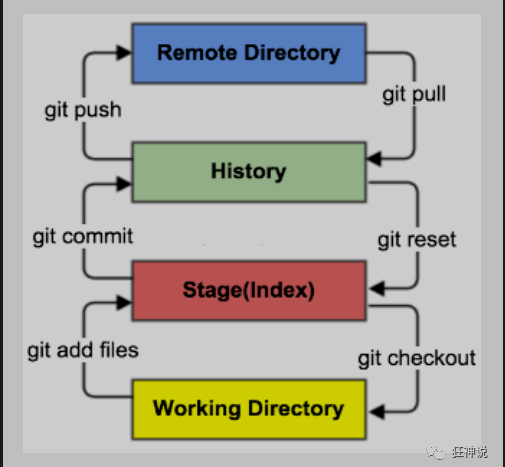 Remote Directory
git push
git pull
History
git commit
git reset
Stage(Index)
git add files
git checkout
Working Directory
狂神说